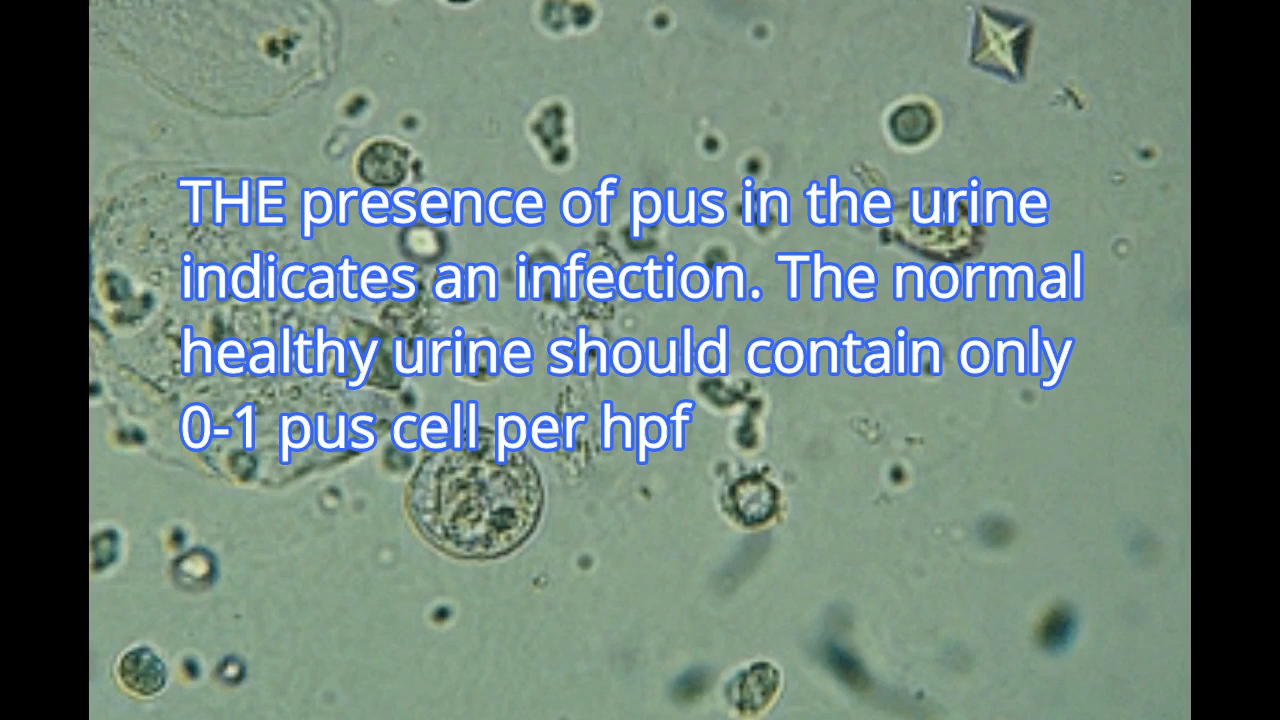 THE presence of pus in the urine
indicates an infection. The normal
healthy urine should contain only
0-1 pus cell per hpf